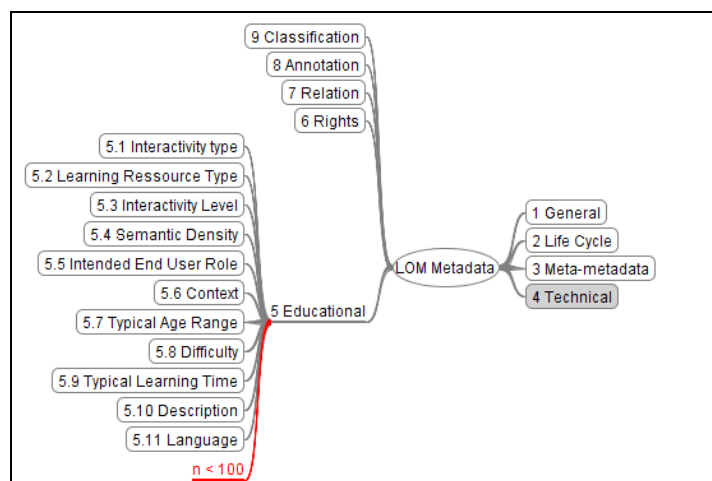 9 Classification
8 Annotation
7 Relation
6 Rights
5.1 Interactivity type
5.2 Learning Ressource Type
5.3 Interactivity Level
5.4 Semantic Density
5.5 Intended End User Role
5.6 Context
5.7 Typical Age Range
5.8 Difficulty
5.9 Typical Learning Time
5.10 Description
5.11 Language
n < 100
5 Educational
LOM Metadata
1 General
2 Life Cycle
3 Meta-metadata
4 Technical